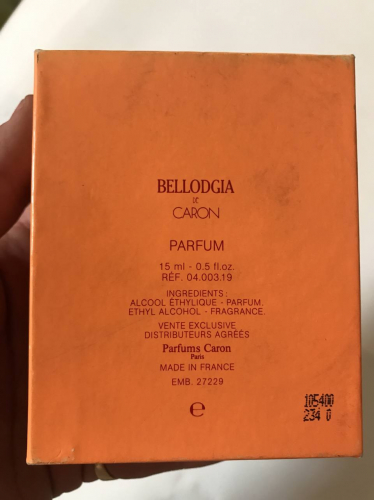 BELLODGIA
DE
CARON
PARFUM
15 ml - 0.5 fl.oz.
RÉF. 04.003.19
INGREDIENTS:
ALCOOL ÉTHYLIQUE - PARFUM.
ETHYL ALCOHOL - FRAGRANCE.
VENTE EXCLUSIVE
DISTRIBUTEURS AGRÉÉS
Parfums Caron
Paris
MADE IN FRANCE
EMB. 27229
℮
105400
234 0